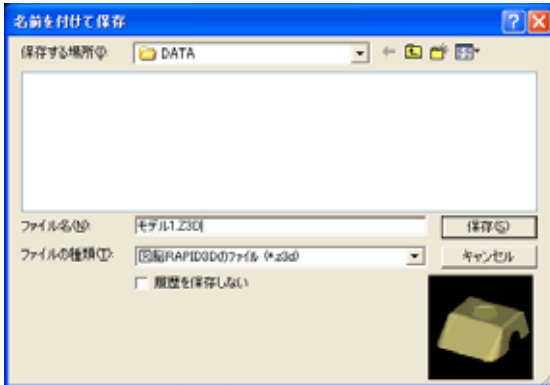 名前を付けて保存
保存する場所(I):
DATA
ファイル名(N):
モデル1.Z3D
保存(S)
ファイルの種類(T):
図脳RAPID3Dのファイル (*.z3d)
キャンセル
履歴を保存しない